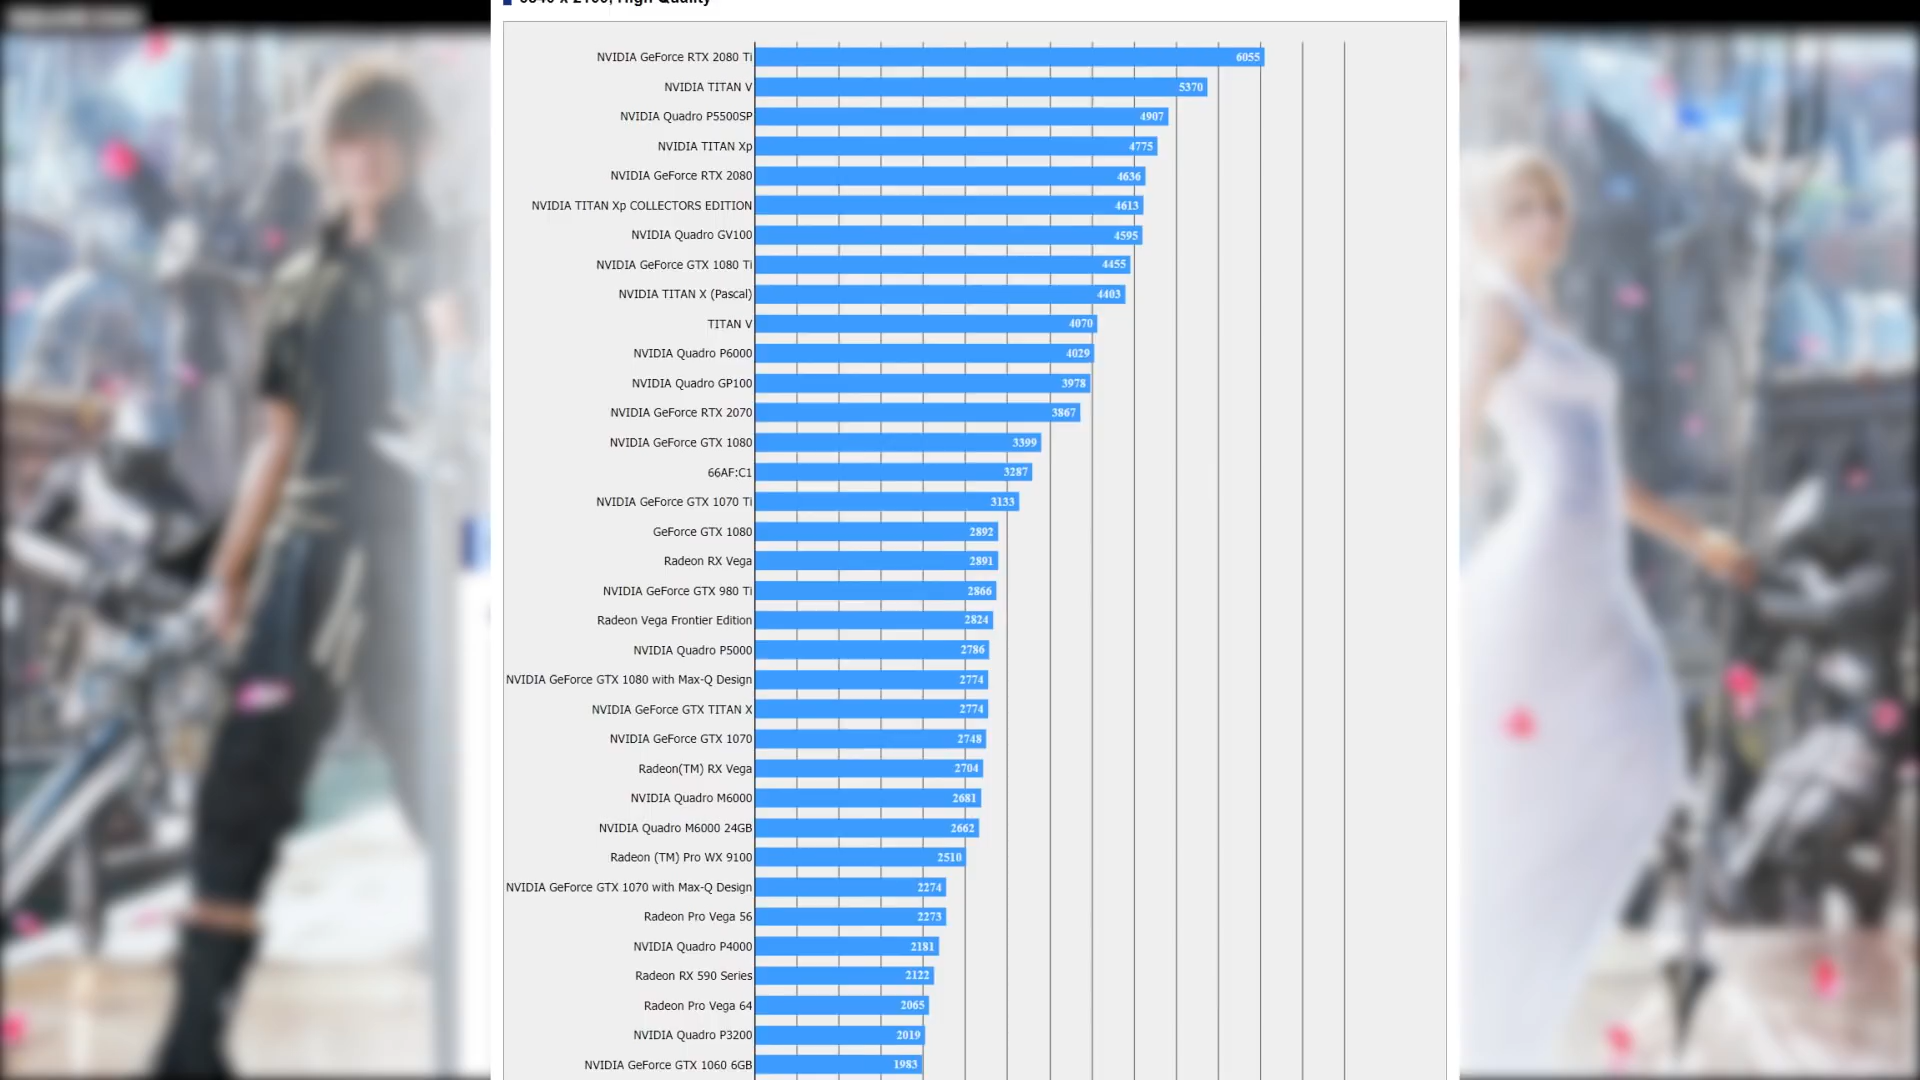 3840 x 2160, High Quality
NVIDIA GeForce RTX 2080 Ti 6055
NVIDIA TITAN V 5370
NVIDIA Quadro P5500SP 4907
NVIDIA TITAN Xp 4775
NVIDIA GeForce RTX 2080 4636
NVIDIA TITAN Xp COLLECTORS EDITION 4613
NVIDIA Quadro GV100 4595
NVIDIA GeForce GTX 1080 Ti 4455
NVIDIA TITAN X (Pascal) 4403
TITAN V 4070
NVIDIA Quadro P6000 4029
NVIDIA Quadro GP100 3978
NVIDIA GeForce RTX 2070 3867
NVIDIA GeForce GTX 1080 3399
66AF:C1 3287
NVIDIA GeForce GTX 1070 Ti 3133
GeForce GTX 1080 2892
Radeon RX Vega 2891
NVIDIA GeForce GTX 980 Ti 2866
Radeon Vega Frontier Edition 2824
NVIDIA Quadro P5000 2786
NVIDIA GeForce GTX 1080 with Max-Q Design 2774
NVIDIA GeForce GTX TITAN X 2774
NVIDIA GeForce GTX 1070 2748
Radeon(TM) RX Vega 2704
NVIDIA Quadro M6000 2681
NVIDIA Quadro M6000 24GB 2662
Radeon (TM) Pro WX 9100 2510
NVIDIA GeForce GTX 1070 with Max-Q Design 2274
Radeon Pro Vega 56 2273
NVIDIA Quadro P4000 2181
Radeon RX 590 Series 2122
Radeon Pro Vega 64 2065
NVIDIA Quadro P3200 2019
NVIDIA GeForce GTX 1060 6GB 1983